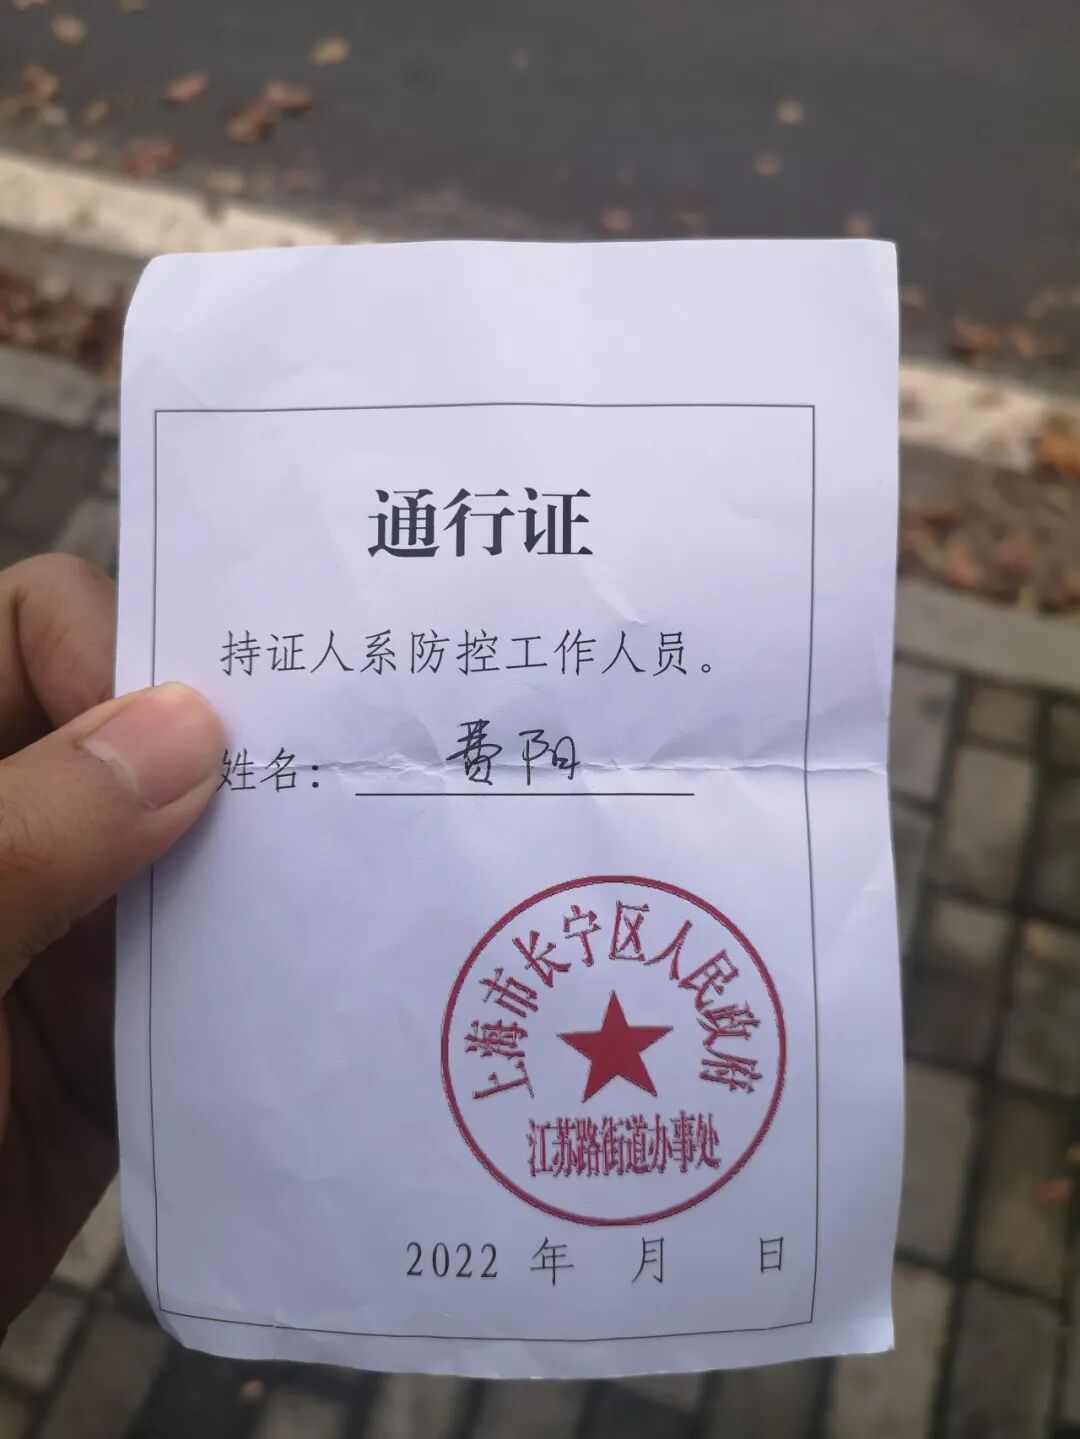 通行证
持证人系防控工作人员。
姓名：费阳
上海市长宁区人民政府
江苏路街道办事处
2022 年 月 日